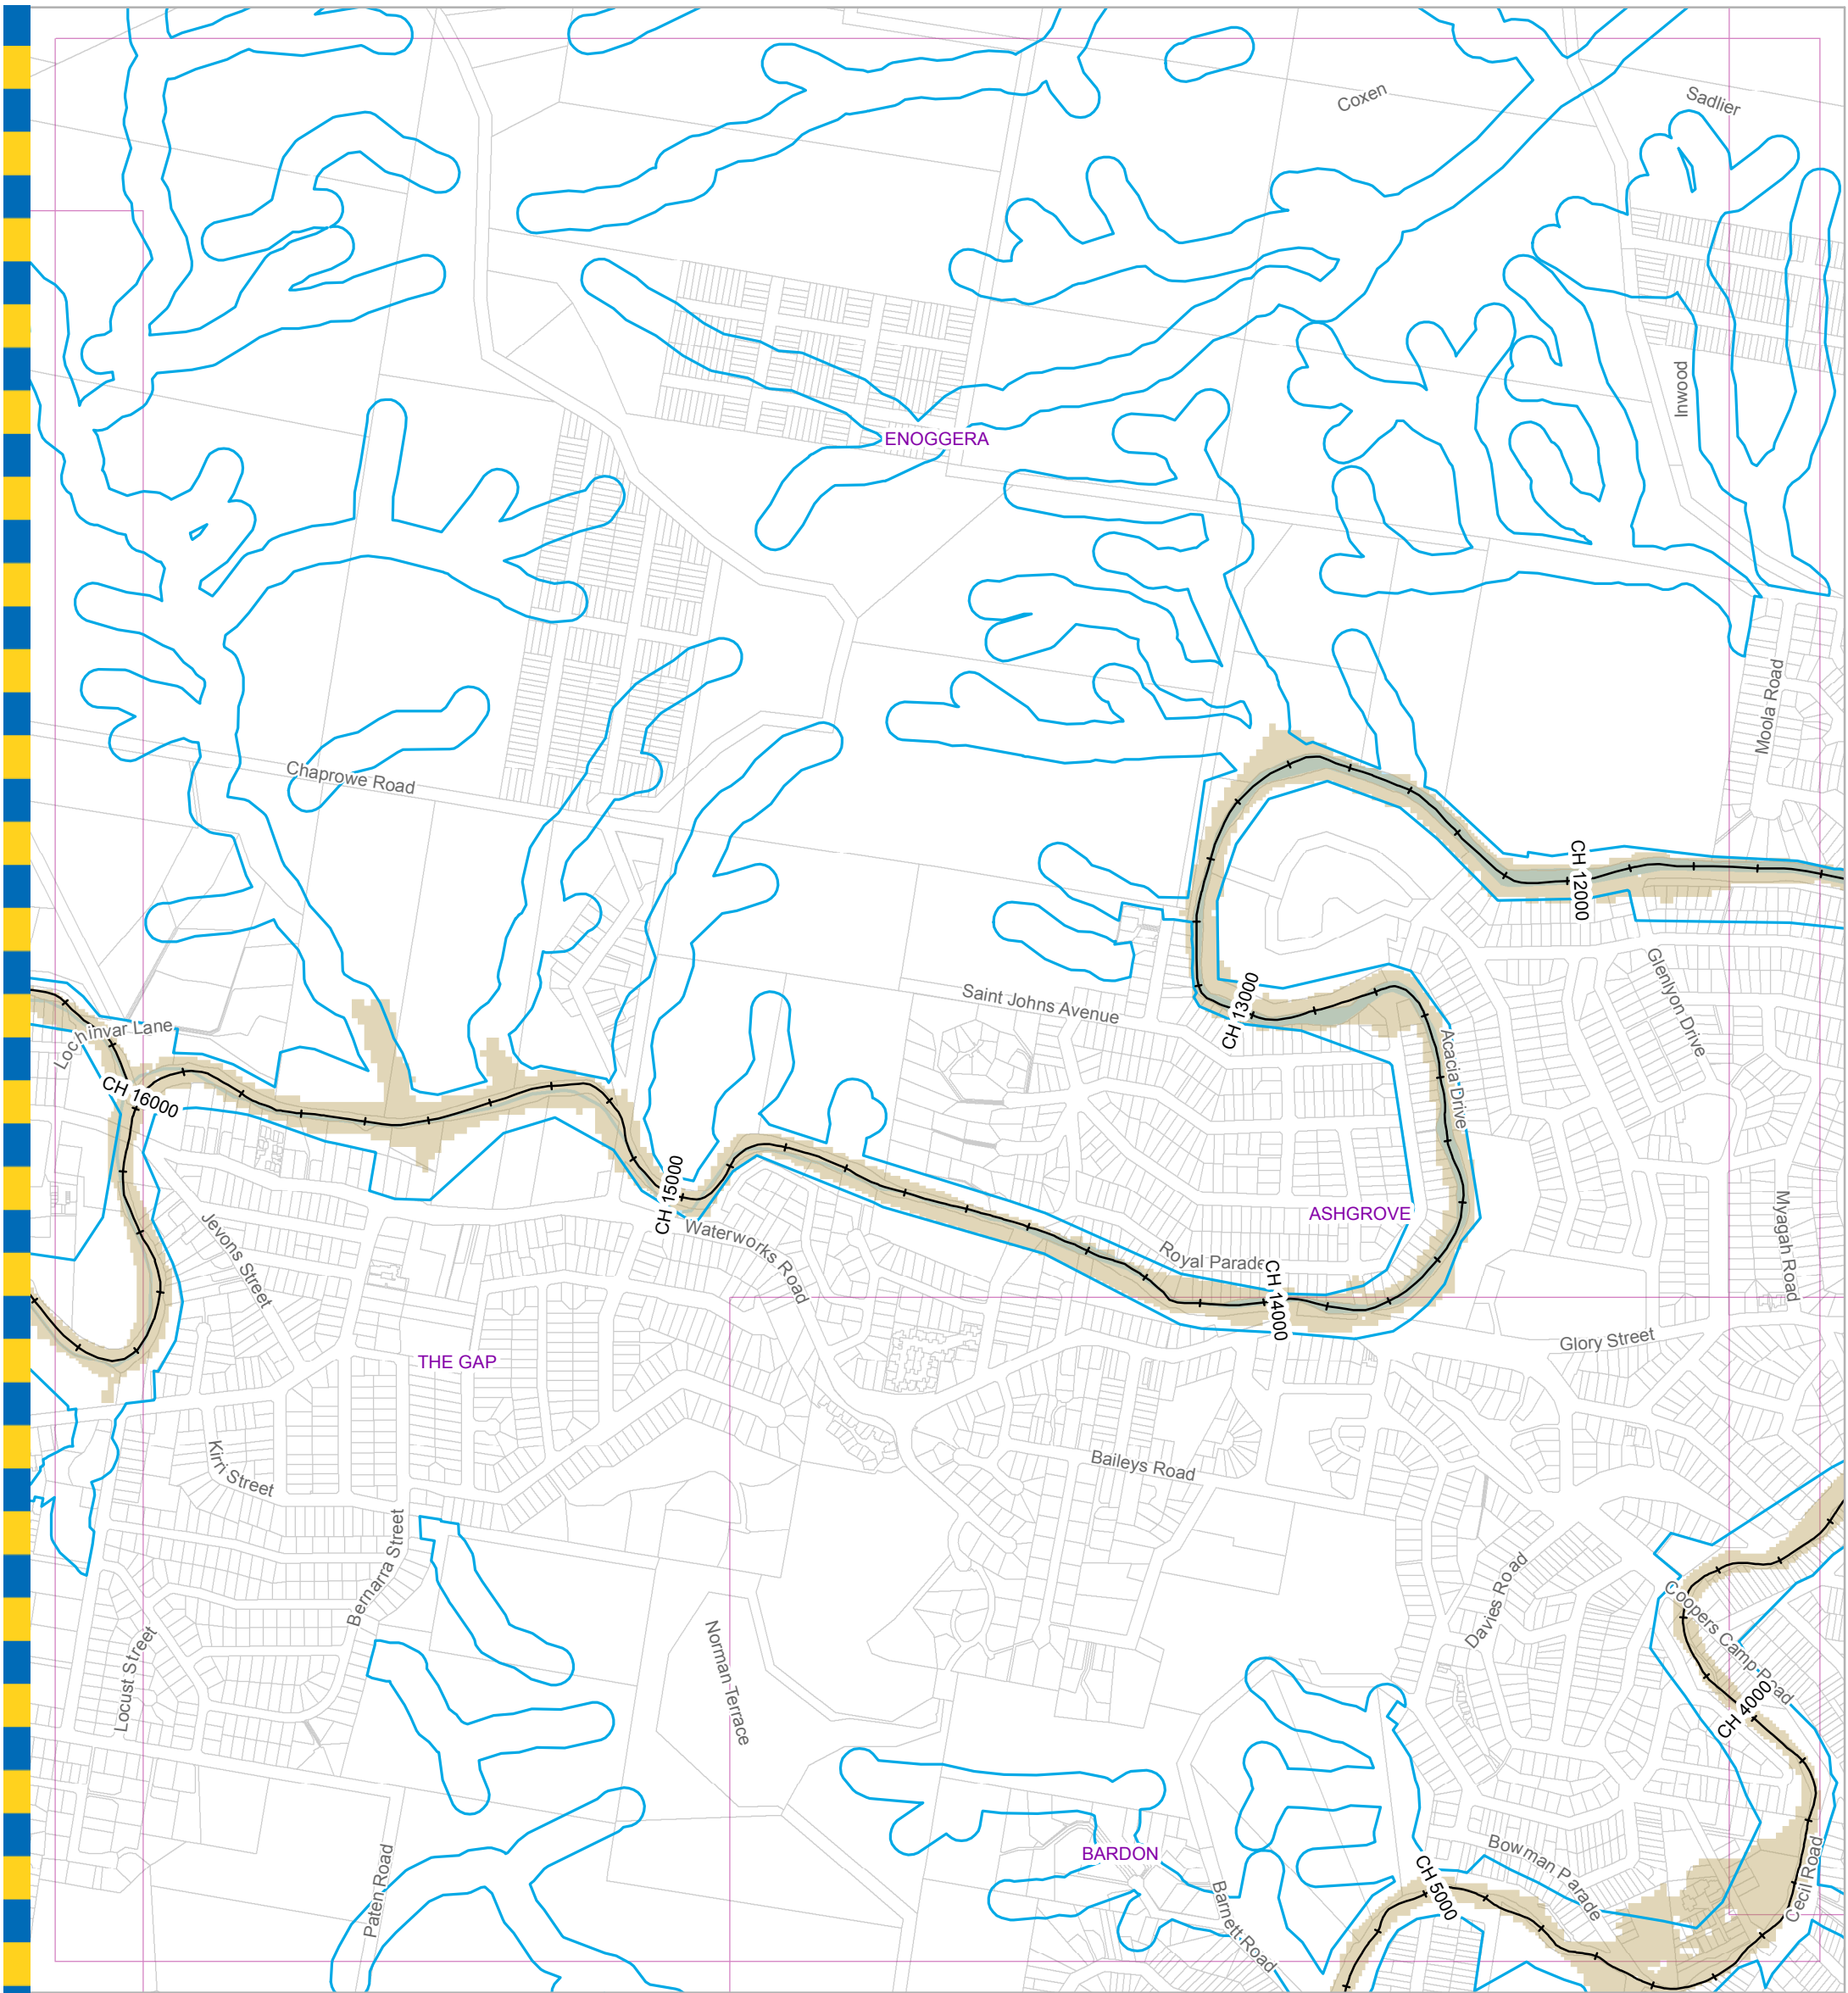 Coxen
Sadlier
Inwood
ENOGGERA
Moola Road
Chaprowe Road
CH 12000
Saint Johns Avenue
CH 13000
Glenlyon Drive
Lochinvar Lane
Acacia Drive
CH 16000
CH 15000
Jevons Street
Waterworks Road
ASHGROVE
Myagah Road
Royal Parade
CH 14000
Glory Street
THE GAP
Kirri Street
Baileys Road
Bernarra Street
Davies Road
Coopers Camp Road
Locust Street
Norman Terrace
CH 4000
BARDON
Bowman Parade
CH 5000
Cecil Road
Paten Road
Barnett Road